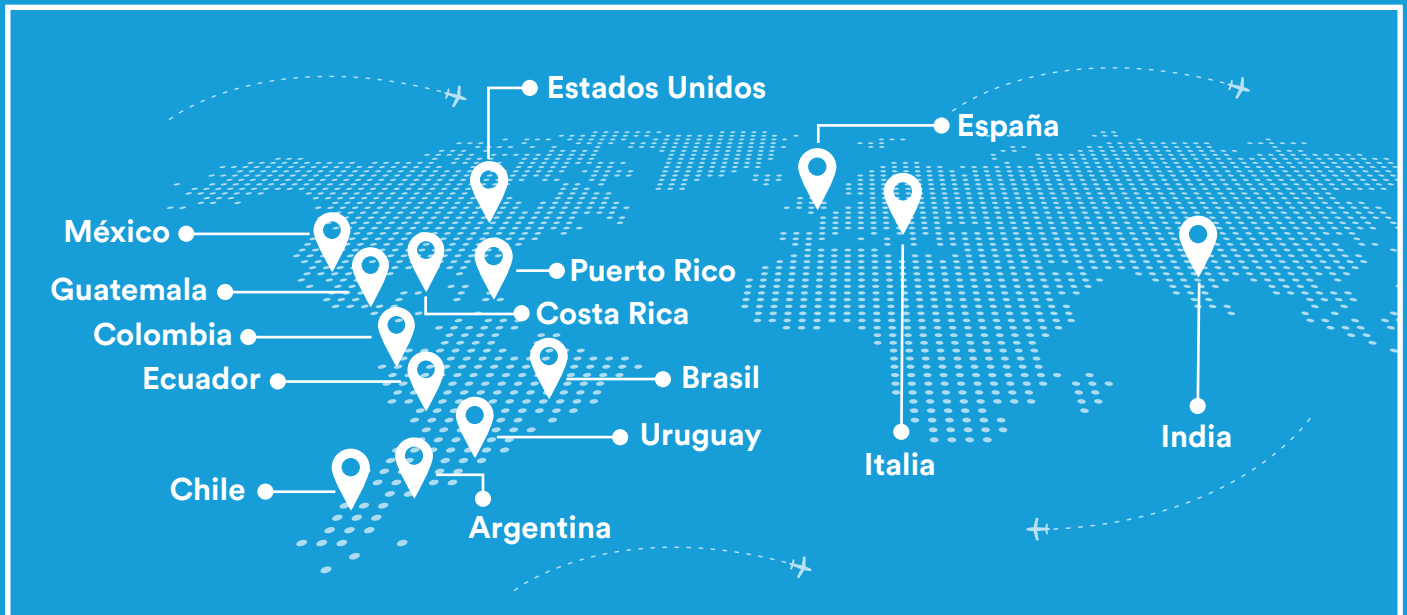 Estados Unidos
España
México
Puerto Rico
Guatemala
Costa Rica
Colombia
Ecuador
Brasil
Uruguay
India
Italia
Chile
Argentina